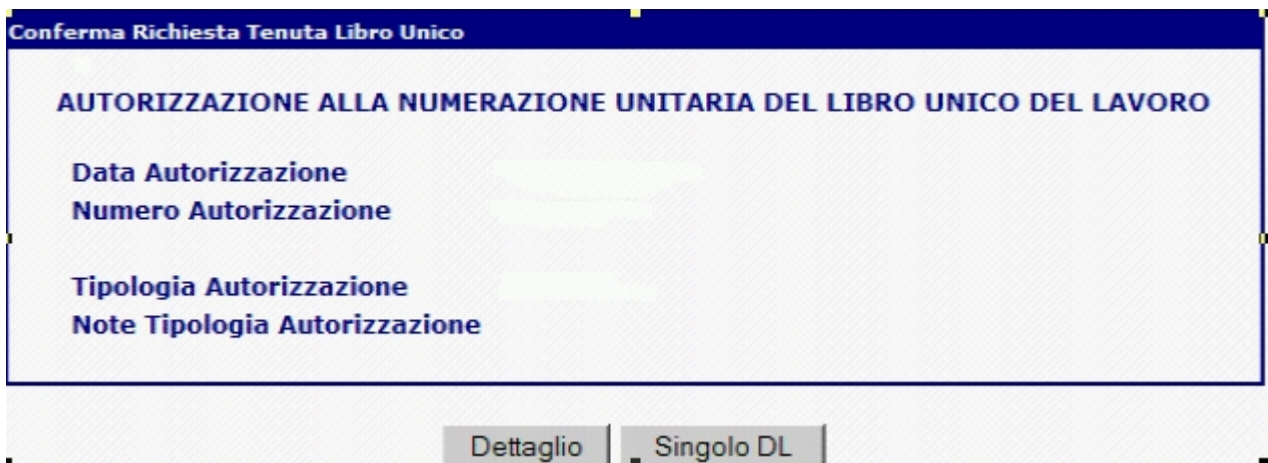 Conferma Richiesta Tenuta Libro Unico
AUTORIZZAZIONE ALLA NUMERAZIONE UNITARIA DEL LIBRO UNICO DEL LAVORO
Data Autorizzazione
Numero Autorizzazione
Tipologia Autorizzazione
Note Tipologia Autorizzazione
Dettaglio Singolo DL